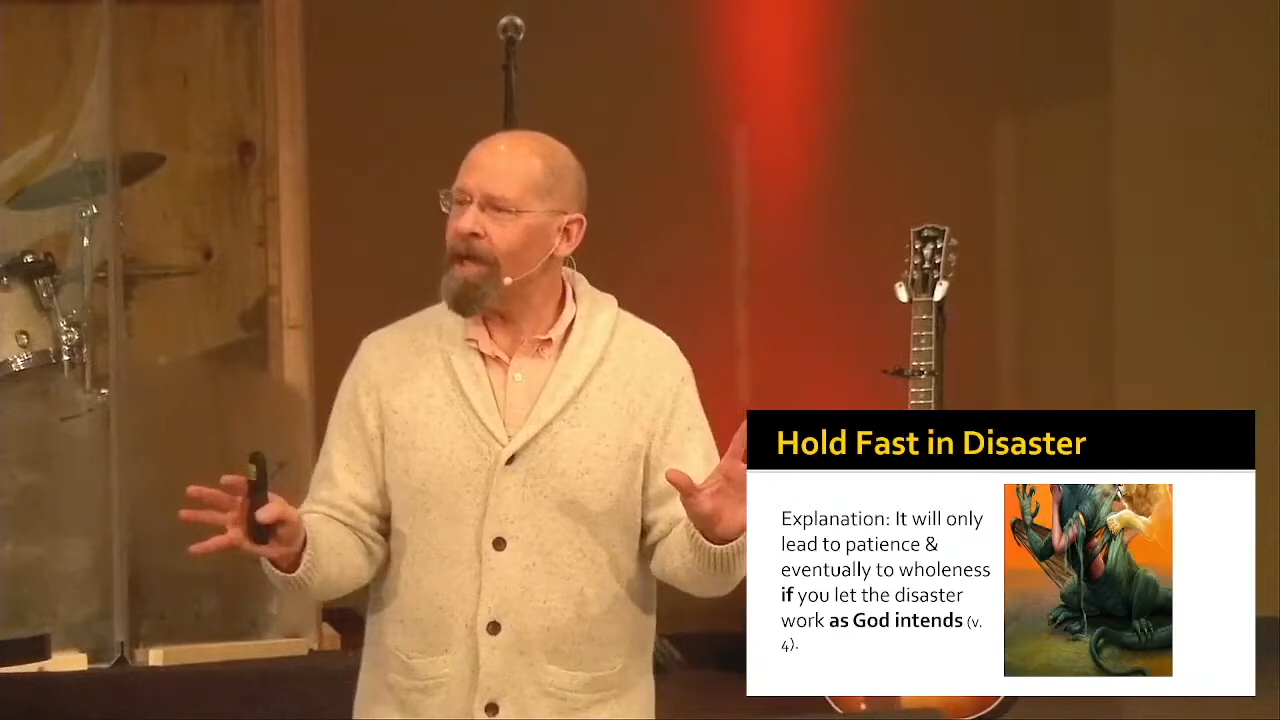 Hold Fast in Disaster
Explanation: It will only
lead to patience &
eventually to wholeness
if you let the disaster
work as God intends (v.
4).